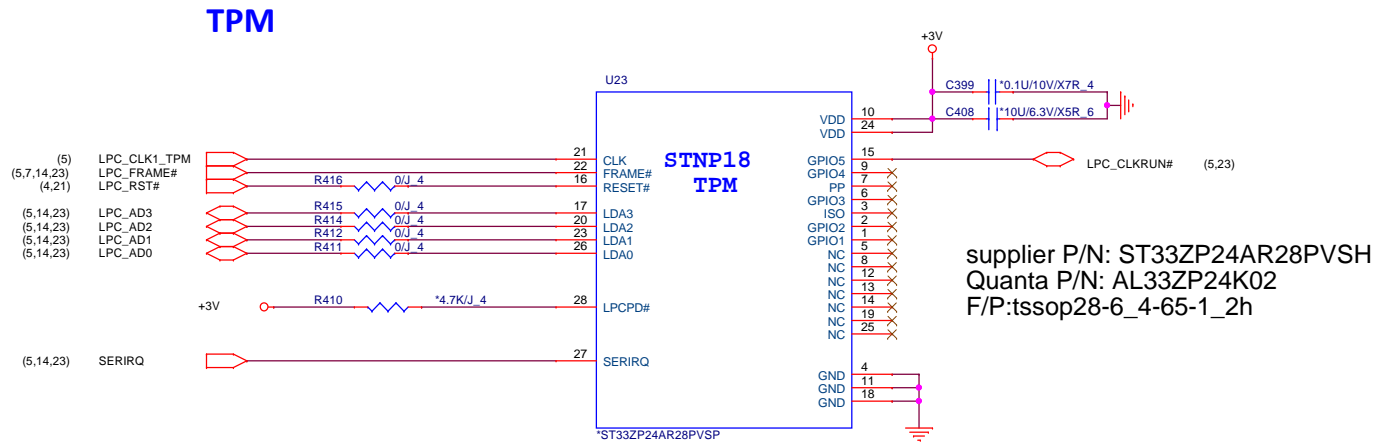 TPM
+3V
U23
C399 *0.1U/10V/X7R_4
C408 *10U/6.3V/X5R_6
10 VDD
24 VDD
(5) LPC_CLK1_TPM 21 CLK
(5,7,14,23) LPC_FRAME# 22 FRAME#
(4,21) LPC_RST# R416 0/J_4 16 RESET#
STNP18
TPM
15 GPIO5 LPC_CLKRUN# (5,23)
9 GPIO4
7 PP
6 GPIO3
3 ISO
2 GPIO2
1 GPIO1
5 NC
8 NC
12 NC
13 NC
14 NC
19 NC
25 NC
(5,14,23) LPC_AD3 R415 0/J_4 17 LDA3
(5,14,23) LPC_AD2 R414 0/J_4 20 LDA2
(5,14,23) LPC_AD1 R412 0/J_4 23 LDA1
(5,14,23) LPC_AD0 R411 0/J_4 26 LDA0
supplier P/N: ST33ZP24AR28PVSH
Quanta P/N: AL33ZP24K02
F/P:tssop28-6_4-65-1_2h
+3V R410 *4.7K/J_4 28 LPCPD#
(5,14,23) SERIRQ 27 SERIRQ
4 GND
11 GND
18 GND
*ST33ZP24AR28PVSP